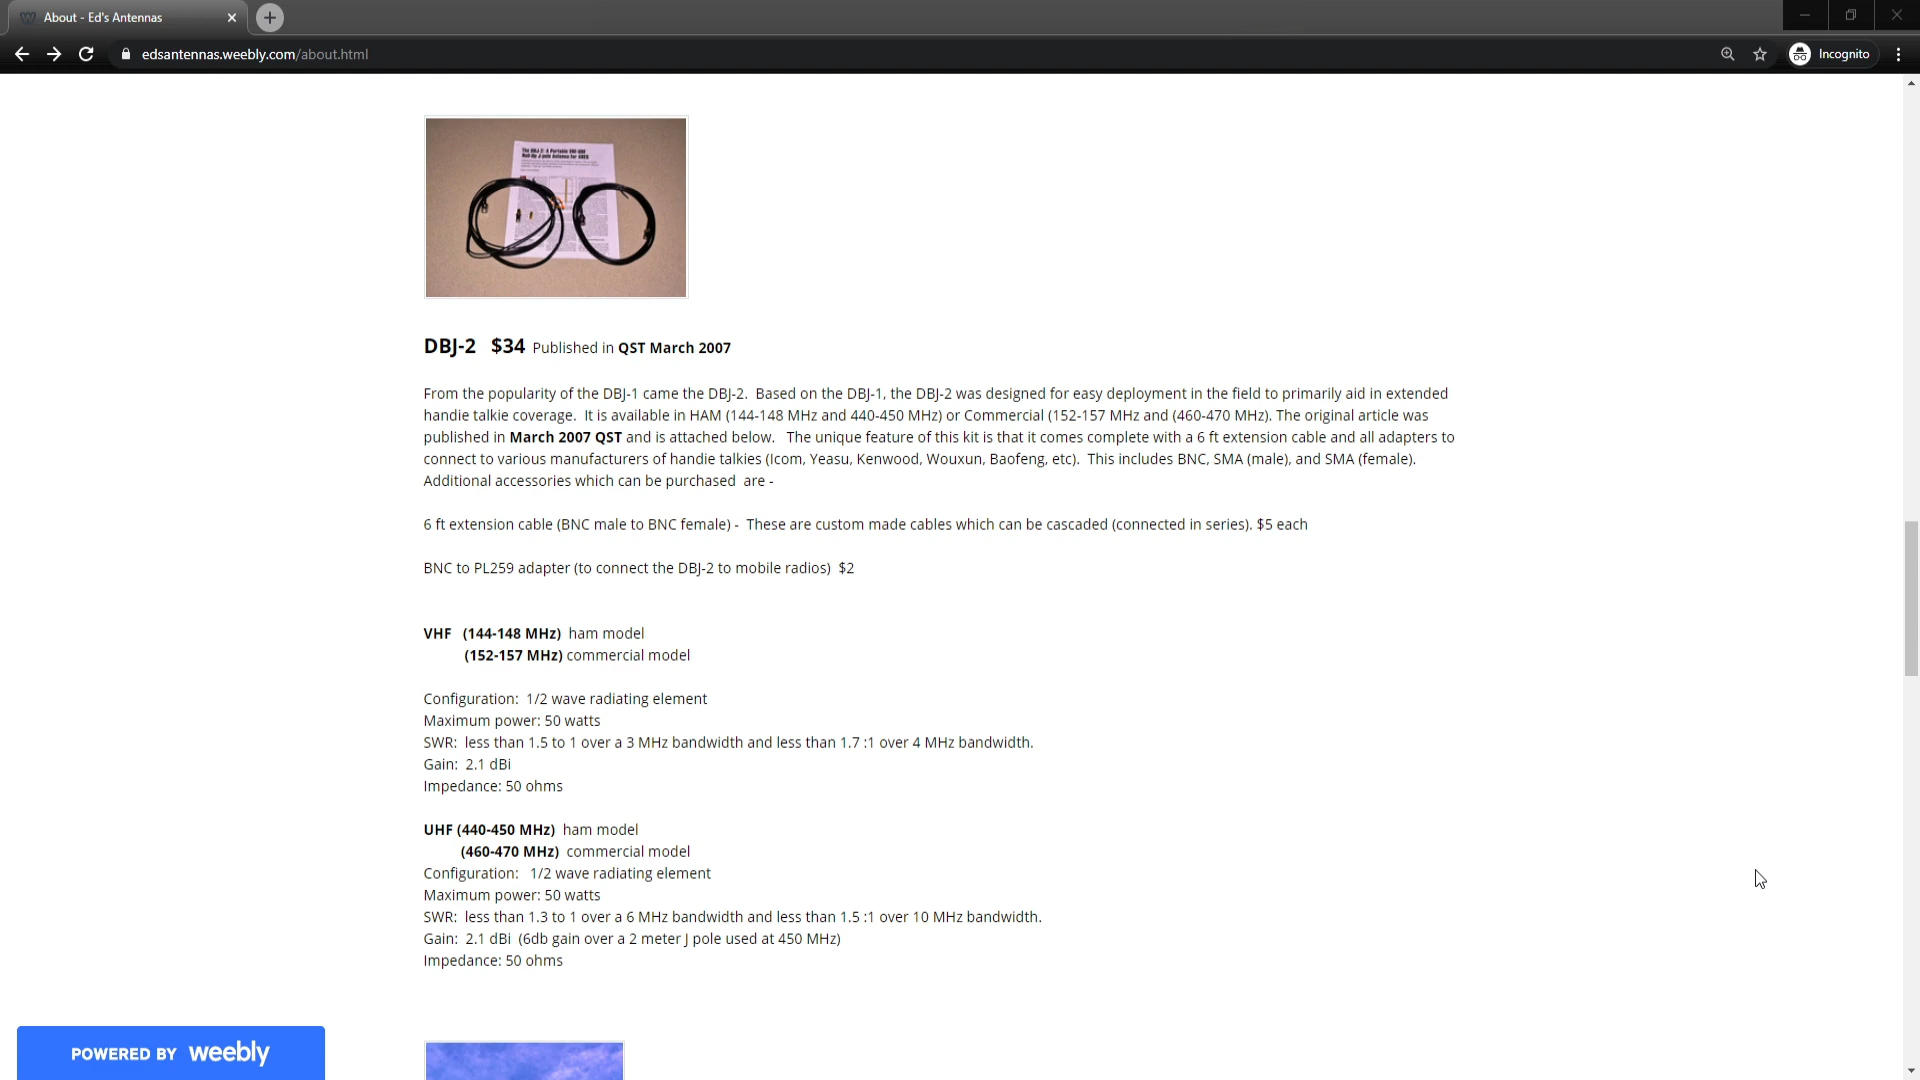 About - Ed's Antennas
edsantennas.weebly.com/about.html
Incognito
The DBJ-2: A Portable VHF-UHF
Roll-Up J-pole Antenna for
DBJ-2 $34 Published in QST March 2007
From the popularity of the DBJ-1 came the DBJ-2. Based on the DBJ-1, the DBJ-2 was designed for easy deployment in the field to primarily aid in extended
handie talkie coverage. It is available in HAM (144-148 MHz and 440-450 MHz) or Commercial (152-157 MHz and (460-470 MHz). The original article was
published in March 2007 QST and is attached below. The unique feature of this kit is that it comes complete with a 6 ft extension cable and all adapters to
connect to various manufacturers of handie talkies (Icom, Yeasu, Kenwood, Wouxun, Baofeng, etc). This includes BNC, SMA (male), and SMA (female).
Additional accessories which can be purchased are -
6 ft extension cable (BNC male to BNC female) - These are custom made cables which can be cascaded (connected in series). $5 each
BNC to PL259 adapter (to connect the DBJ-2 to mobile radios) $2
VHF (144-148 MHz) ham model
(152-157 MHz) commercial model
Configuration: 1/2 wave radiating element
Maximum power: 50 watts
SWR: less than 1.5 to 1 over a 3 MHz bandwidth and less than 1.7 :1 over 4 MHz bandwidth.
Gain: 2.1 dBi
Impedance: 50 ohms
UHF (440-450 MHz) ham model
(460-470 MHz) commercial model
Configuration: 1/2 wave radiating element
Maximum power: 50 watts
SWR: less than 1.3 to 1 over a 6 MHz bandwidth and less than 1.5 :1 over 10 MHz bandwidth.
Gain: 2.1 dBi (6db gain over a 2 meter J pole used at 450 MHz)
Impedance: 50 ohms
POWERED BY weebly